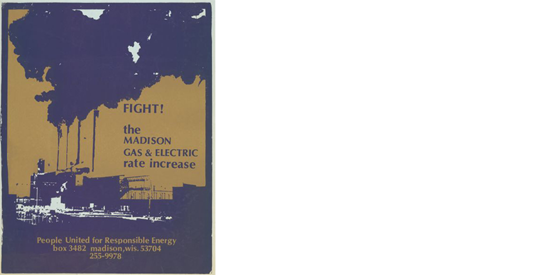 FIGHT!
the
MADISON
GAS & ELECTRIC
rate increase
People United for Responsible Energy
box 3482 madison, wis. 53704
255-9978